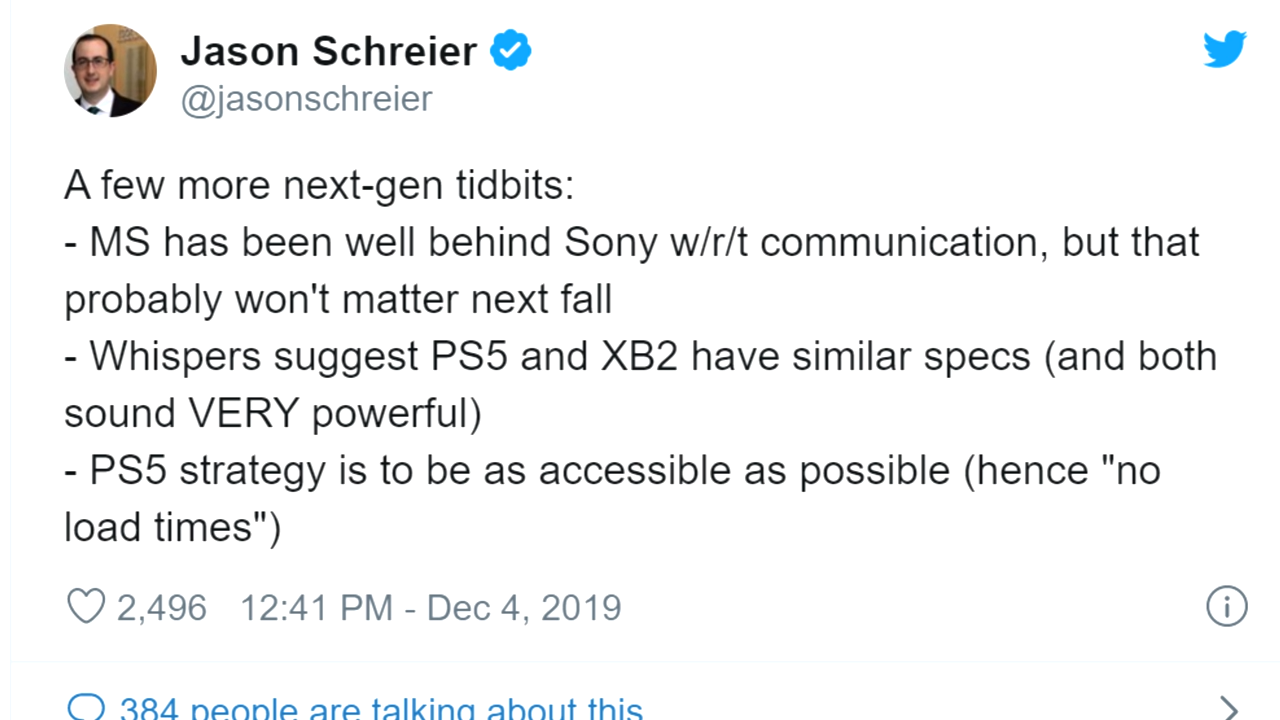 Jason Schreier
@jasonschreier
A few more next-gen tidbits:
- MS has been well behind Sony w/r/t communication, but that
probably won't matter next fall
- Whispers suggest PS5 and XB2 have similar specs (and both
sound VERY powerful)
- PS5 strategy is to be as accessible as possible (hence "no
load times")
2,496 12:41 PM - Dec 4, 2019
384 people are talking about this